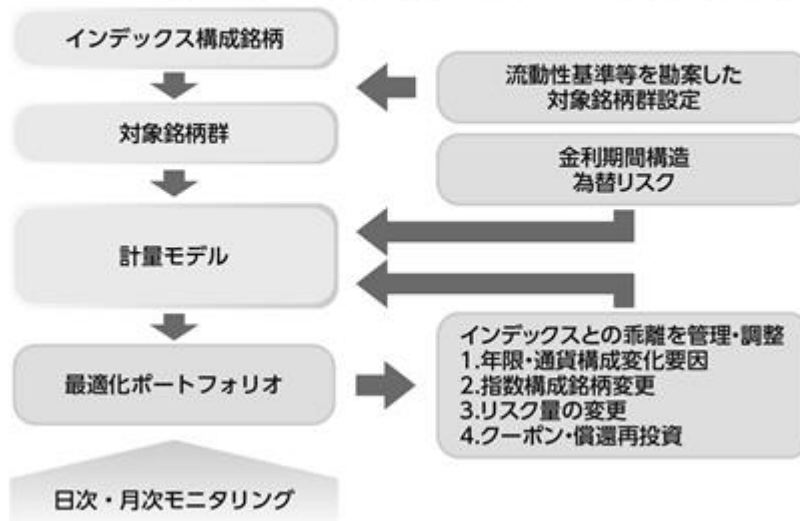 インデックス構成銘柄
流動性基準等を勘案した
対象銘柄群設定
対象銘柄群
金利期間構造
為替リスク
計量モデル
最適化ポートフォリオ
インデックスとの乖離を管理・調整
1.年限・通貨構成変化要因
2.指数構成銘柄変更
3.リスク量の変更
4.クーポン・償還再投資
日次・月次モニタリング